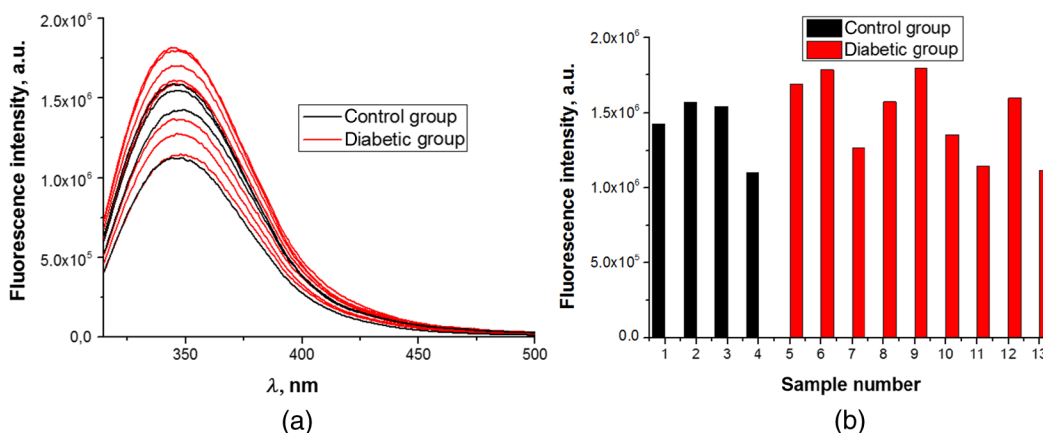 (a)
Fluorescence intensity, a.u.
2.0x10⁶
1.5x10⁶
1.0x10⁶
5.0x10⁵
0.0
350
400
450
500
λ, nm
Control group
Diabetic group
(a)
(b)
Fluorescence intensity, a.u.
2.0x10⁶
1.5x10⁶
1.0x10⁶
5.0x10⁵
0.0
1 2 3 4 5 6 7 8 9 10 11 12 13
Sample number
Control group
Diabetic group
(b)